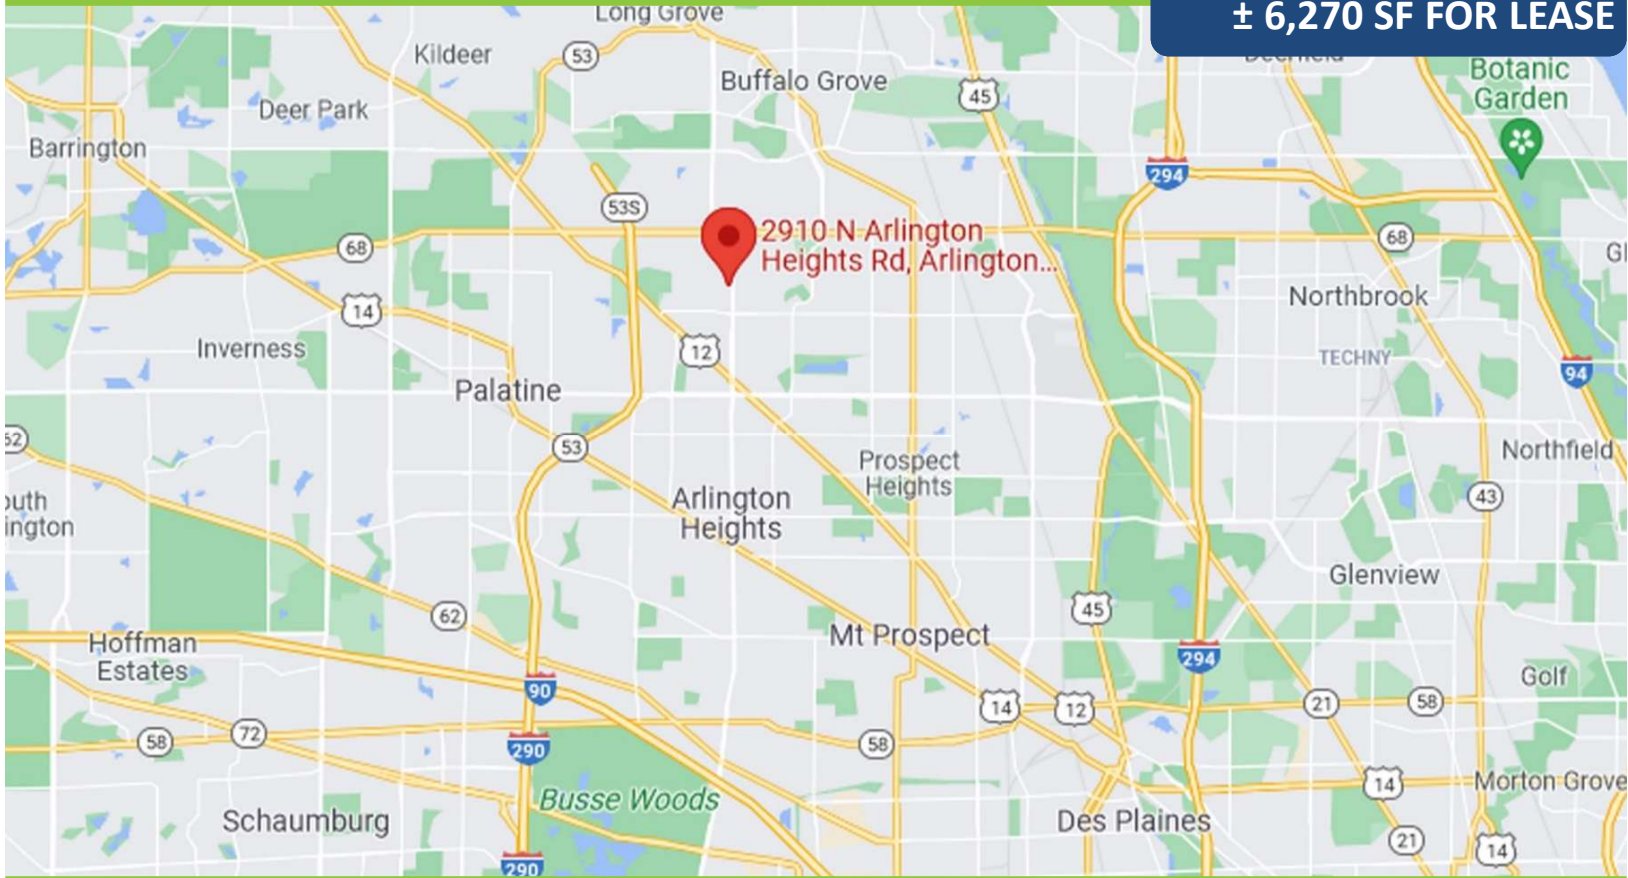 ± 6,270 SF FOR LEASE
Long Grove
Kildeer
53
Buffalo Grove
45
Botanic
Garden
Deer Park
Barrington
294
53S
68
2910 N Arlington
Heights Rd, Arlington...
68
14
Northbrook
Inverness
12
TECHNY
94
Palatine
53
Northfield
Prospect
Heights
43
Arlington
Heights
Glenview
62
45
Mt Prospect
Hoffman
Estates
294
Golf
90
14
12
21
58
58
72
290
58
14
Morton Grove
Busse Woods
Schaumburg
Des Plaines
21
14
290